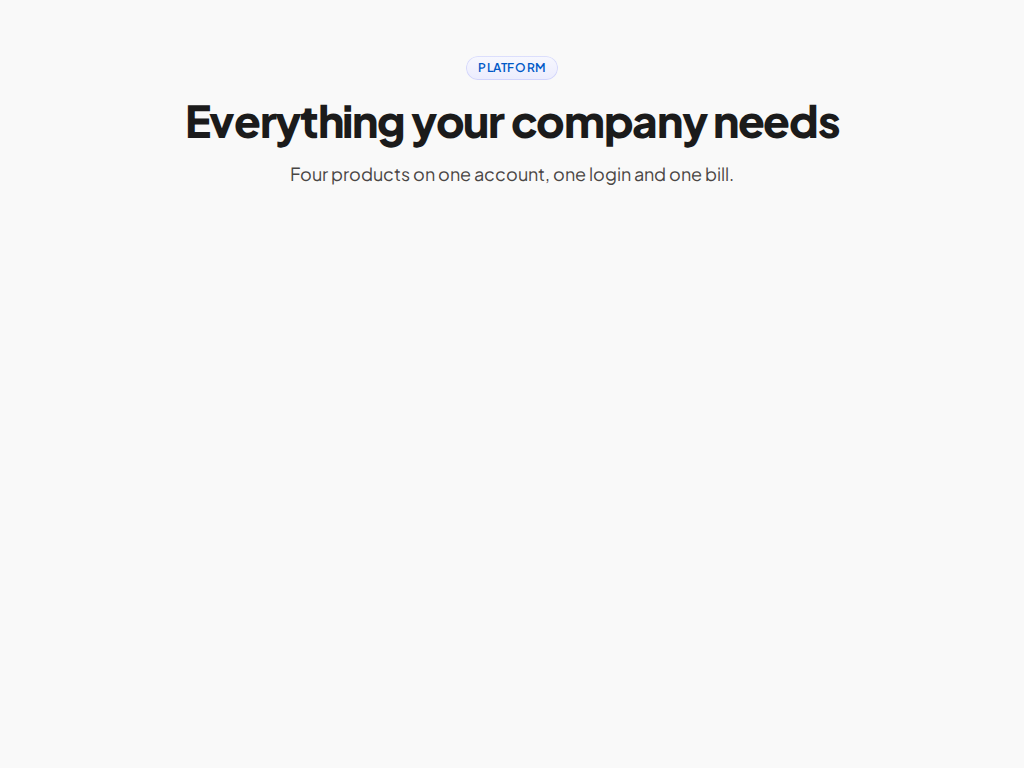 PLATFORM
Everything your company needs
Four products on one account, one login and one bill.